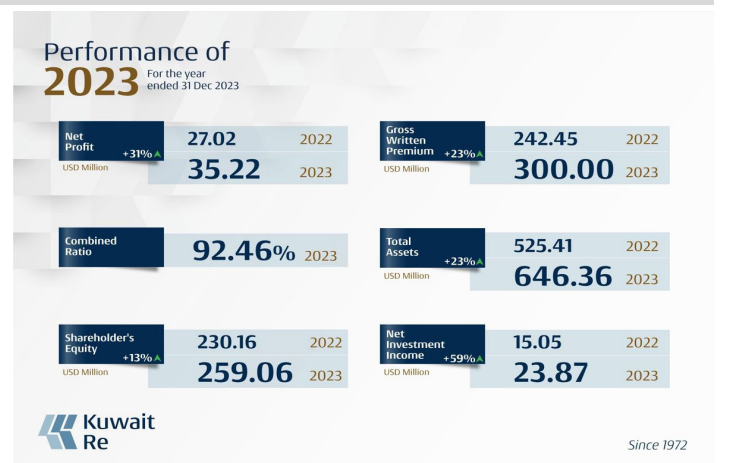 Performance of
2023 For the year
ended 31 Dec 2023
Net
Profit +31%
USD Million
27.02 2022
35.22 2023
Gross
Written
Premium +23%
USD Million
242.45 2022
300.00 2023
Combined
Ratio
92.46% 2023
Total
Assets
+23%
USD Million
525.41 2022
646.36 2023
Shareholder's
Equity
+13%
USD Million
230.16 2022
259.06 2023
Net
Investment
Income +59%
USD Million
15.05 2022
23.87 2023
Kuwait
Re
Since 1972